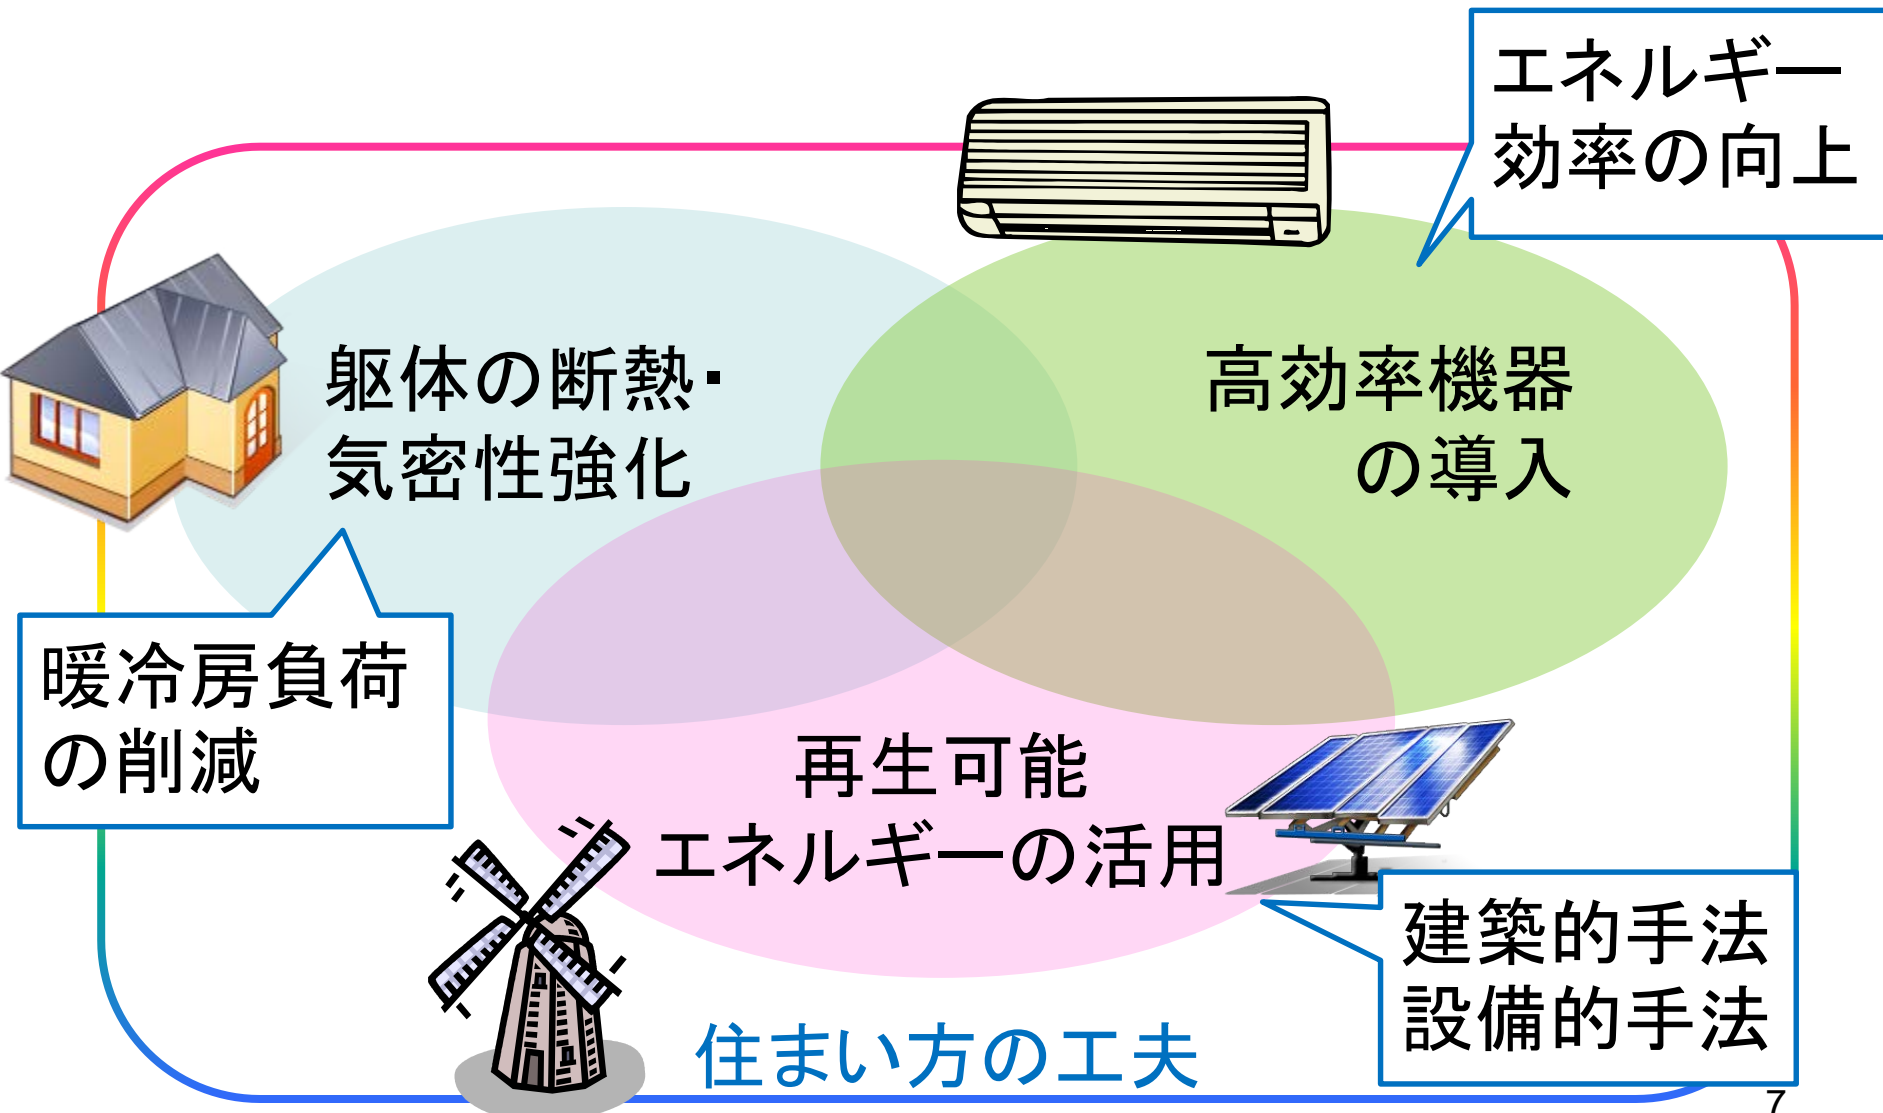 エネルギー
効率の向上
躯体の断熱・
気密性強化
高効率機器
の導入
暖冷房負荷
の削減
再生可能
エネルギーの活用
建築的手法
設備的手法
住まい方の工夫
7